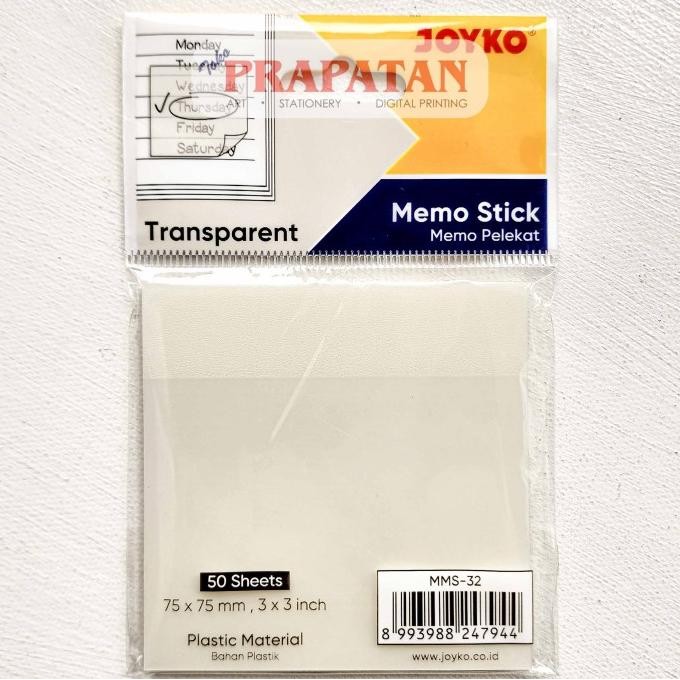 JOYKO®
Monday
Tuesday
Wednesday
Thursday
Friday
Saturday
PRAPATAN
ART • STATIONERY • DIGITAL PRINTING
Transparent
Memo Stick
Memo Pelekat
50 Sheets
75 x 75 mm , 3 x 3 inch
Plastic Material
Bahan Plastik
MMS-32
8 993988 247944
www.joyko.co.id